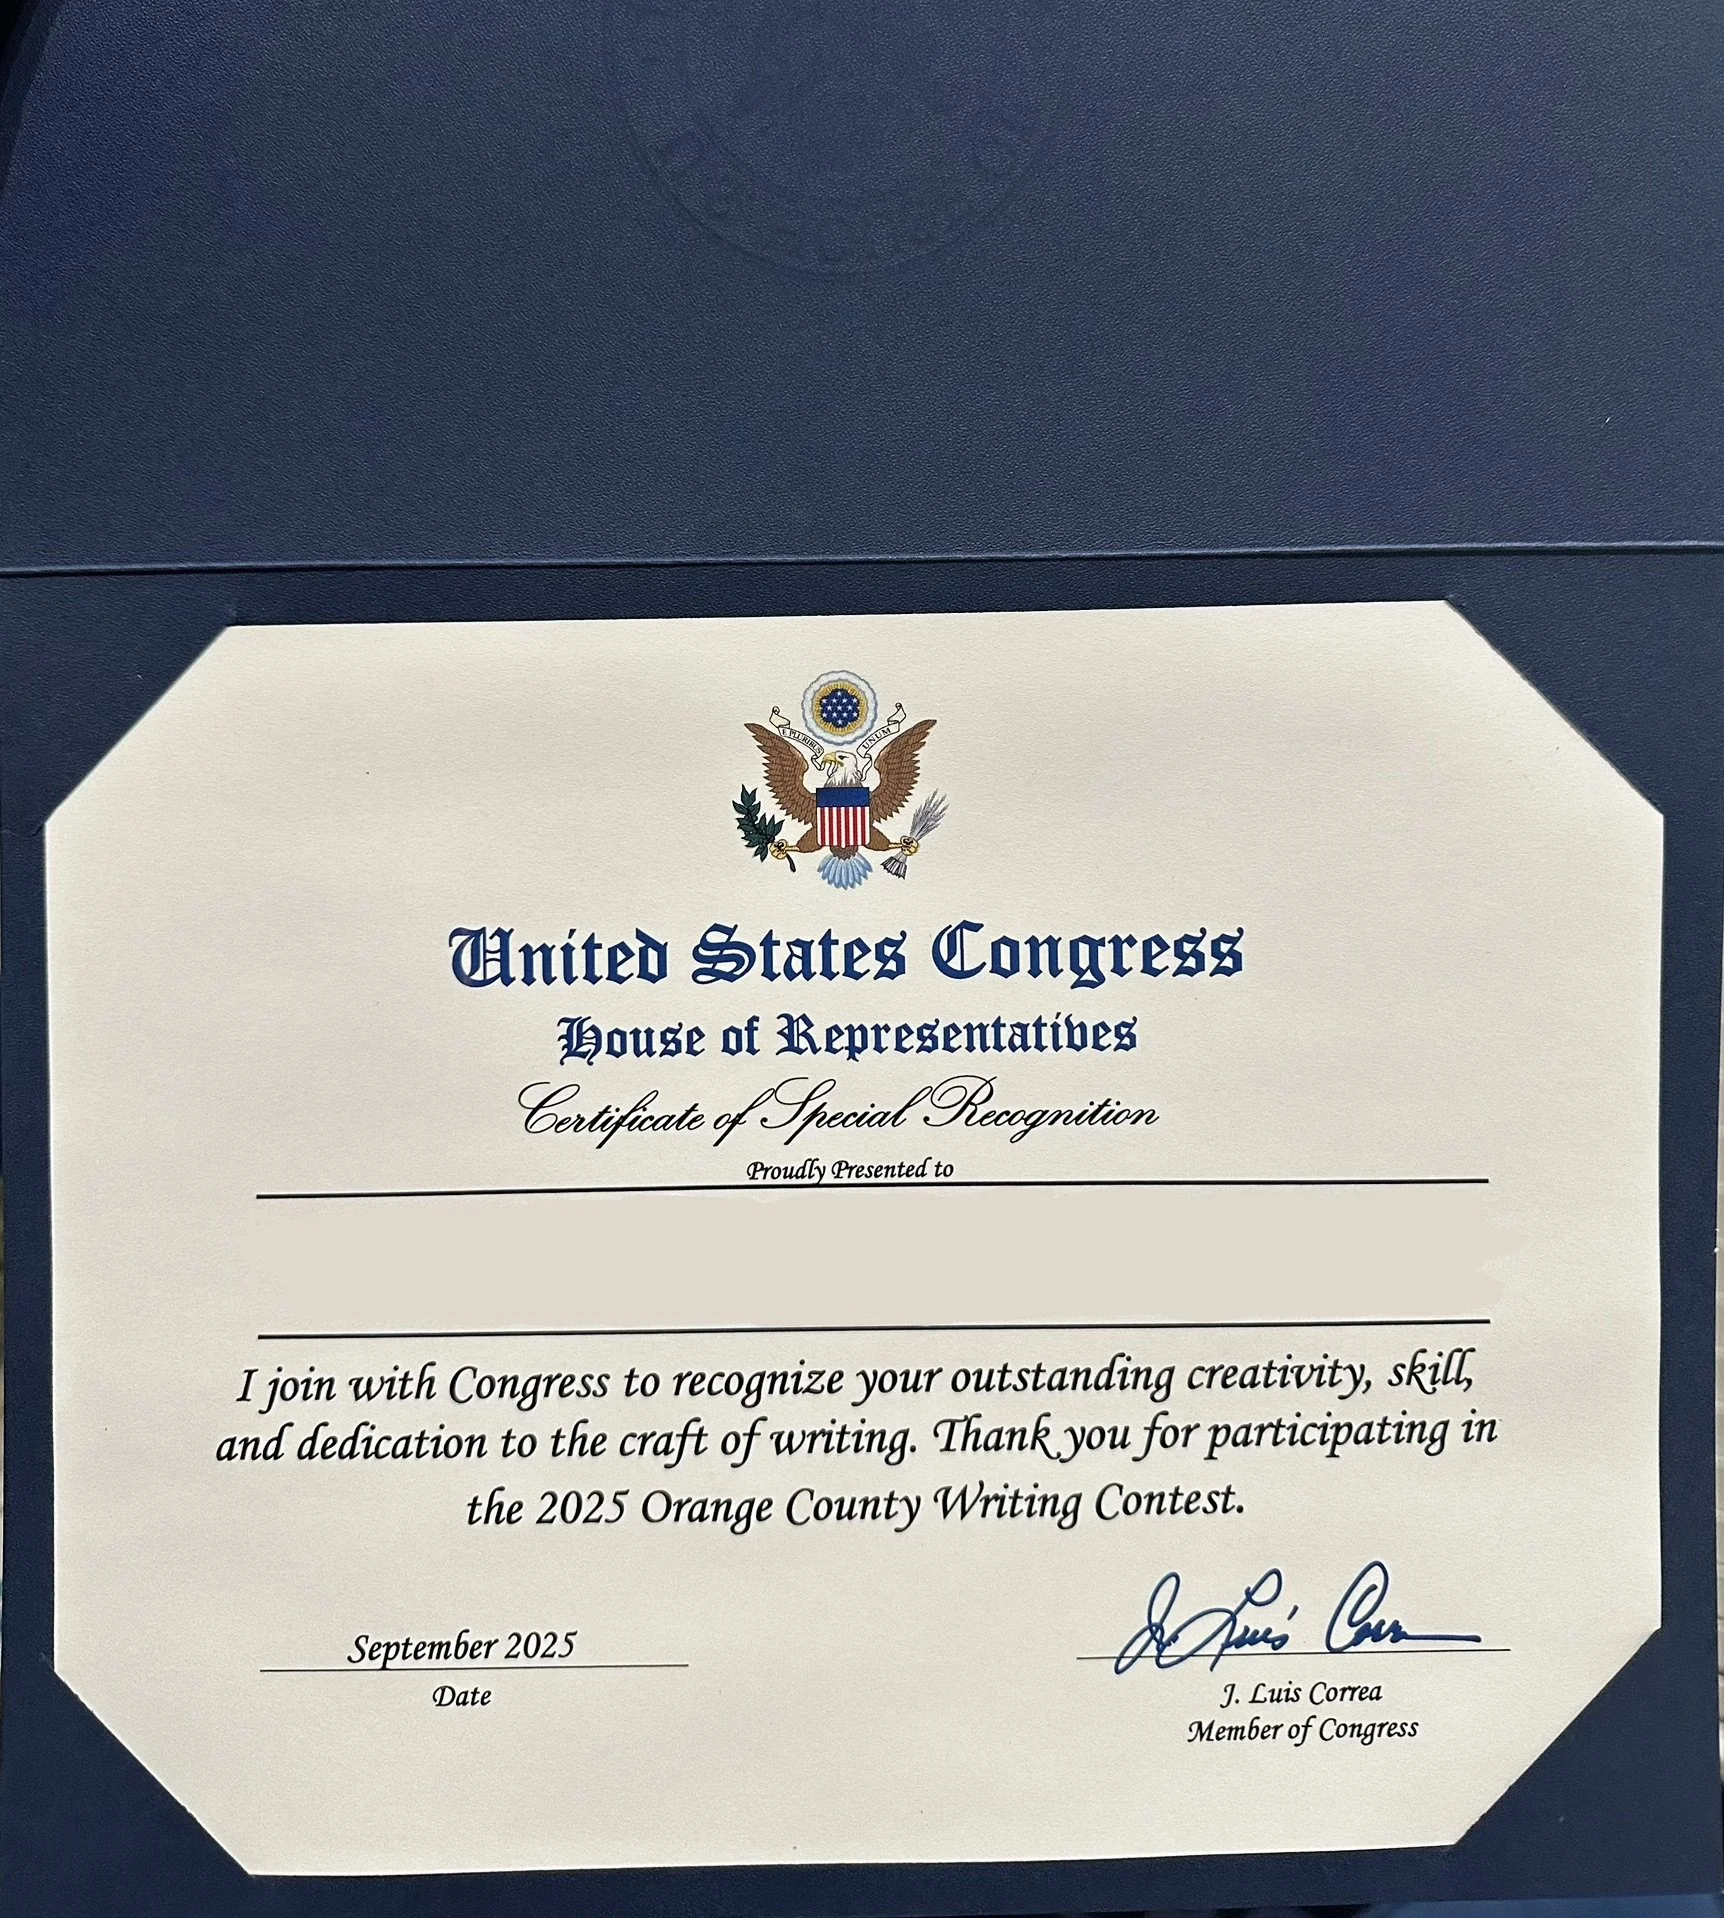 E PLURIBUS UNUM
United States Congress
House of Representatives
Certificate of Special Recognition
Proudly Presented to
I join with Congress to recognize your outstanding creativity, skill,
and dedication to the craft of writing. Thank you for participating in
the 2025 Orange County Writing Contest.
September 2025
Date
J. Luis Correa
J. Luis Correa
Member of Congress